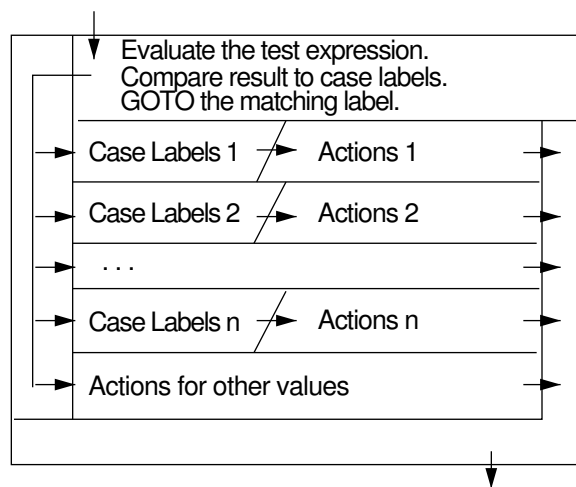 Evaluate the test expression.
Compare result to case labels.
GOTO the matching label.
Case Labels 1 Actions 1
Case Labels 2 Actions 2
. . .
Case Labels n Actions n
Actions for other values